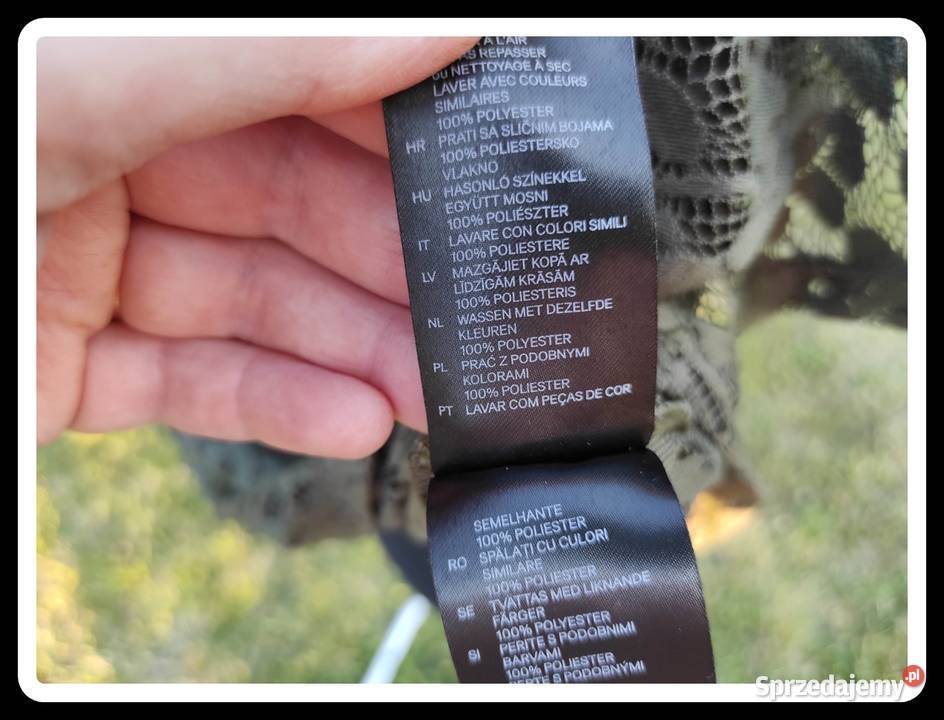 À L'AIR
PAS REPASSER
OU NETTOYAGE À SEC
LAVER AVEC COULEURS
SIMILAIRES
100% POLYESTER
HR PRATI SA SLIČNIM BOJAMA
100% POLIESTERSKO
VLAKNO
HU HASONLÓ SZÍNEKKEL
EGYÜTT MOSNI
100% POLIÉSZTER
IT LAVARE CON COLORI SIMILI
100% POLIESTERE
LV MAZGĀJIET KOPĀ AR
LĪDZĪGĀM KRĀSĀM
100% POLIESTERIS
NL WASSEN MET DEZELFDE
KLEUREN
100% POLYESTER
PL PRAĆ Z PODOBNYMI
KOLORAMI
100% POLIESTER
PT LAVAR COM PEÇAS DE COR
SEMELHANTE
100% POLIESTER
RO SPĂLAȚI CU CULORI
SIMILARE
100% POLIESTER
SE TVÄTTAS MED LIKNANDE
FÄRGER
100% POLYESTER
SI PERITE S PODOBNIMI
BARVAMI
100% POLIESTER
PERTE S PODOBNÝMI
Sprzedajemy.pl